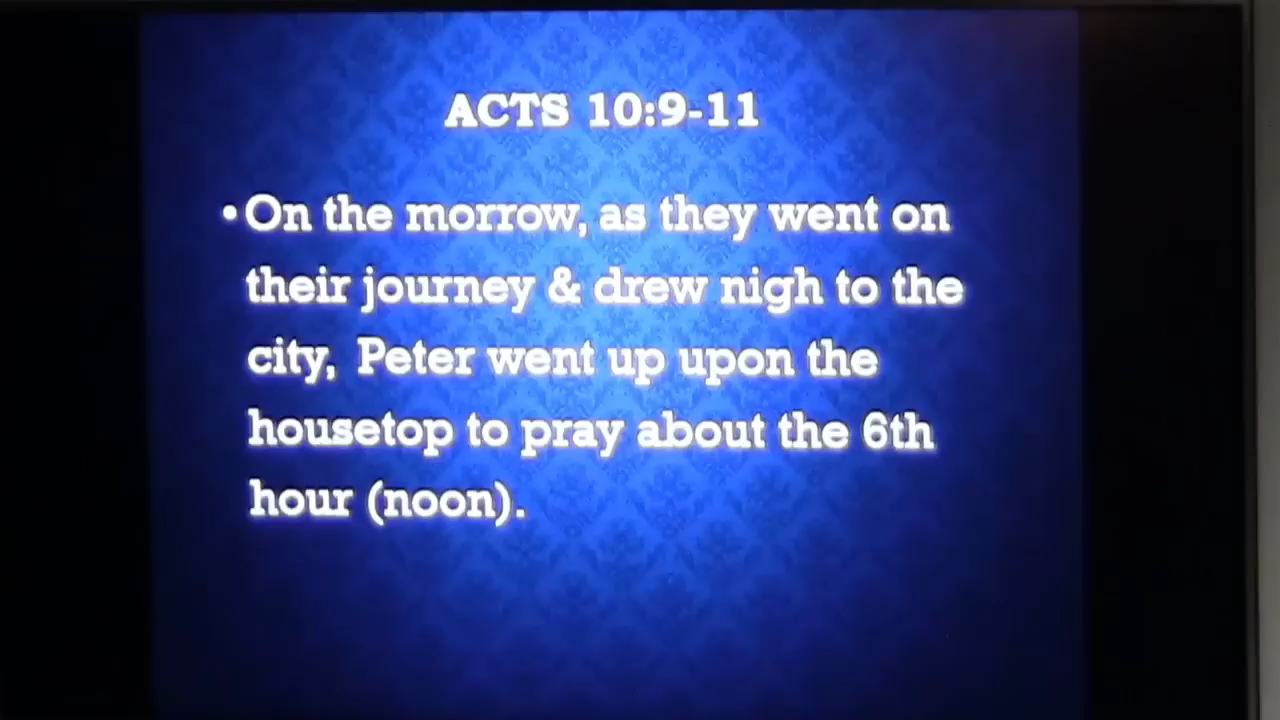 ACTS 10:9-11
• On the morrow, as they went on
their journey & drew nigh to the
city, Peter went up upon the
housetop to pray about the 6th
hour (noon).